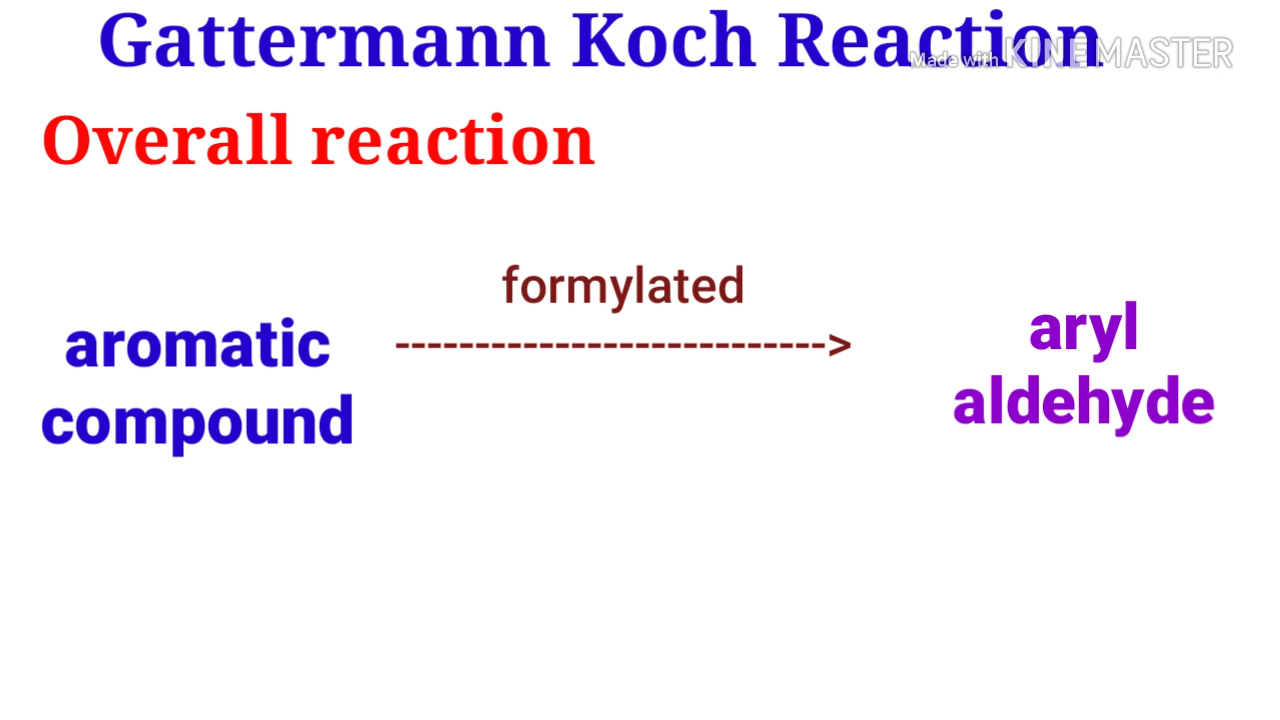 Gattermann Koch Reaction
Made with KINEMASTER
Overall reaction
formylated
-------------------------->
aromatic
compound
aryl
aldehyde